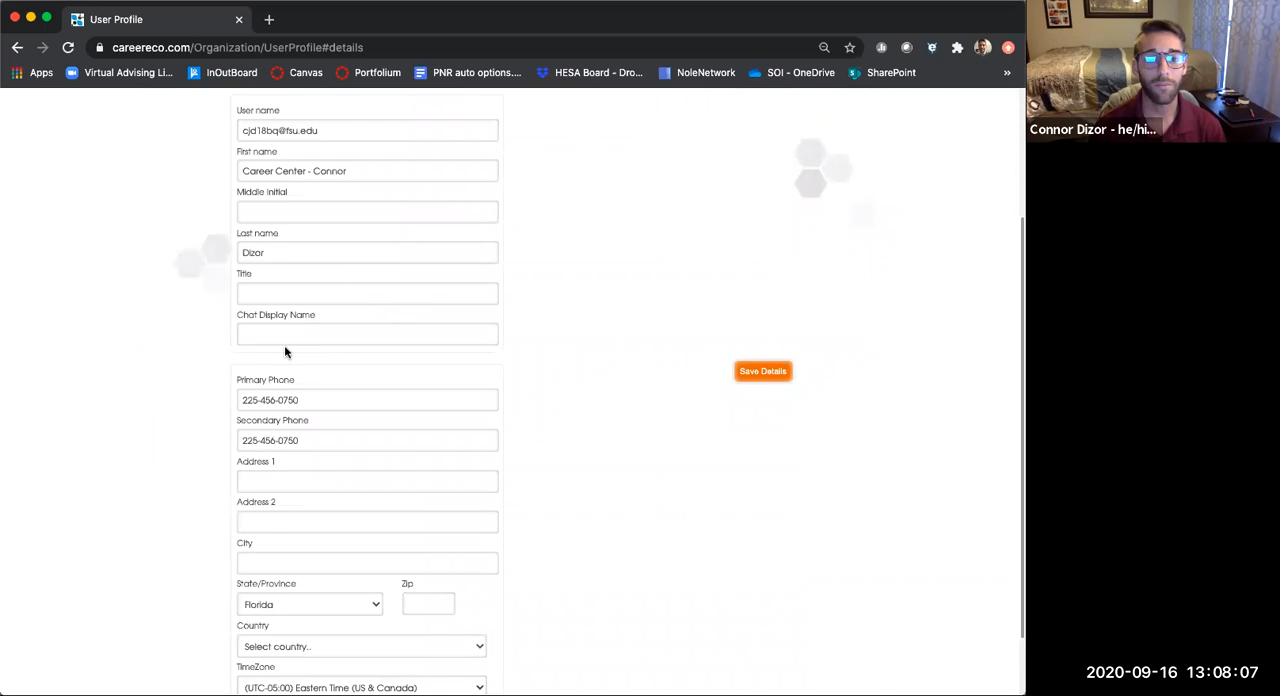 User Profile
careereco.com/Organization/UserProfile#details
Apps Virtual Advising Li... InOutBoard Canvas Portfolium PNR auto options.... HESA Board - Dro... NoleNetwork SOI - OneDrive SharePoint »
User name
cjd18bq@fsu.edu
First name
Career Center - Connor
Middle Initial
Last name
Dizor
Title
Chat Display Name
Save Details
Primary Phone
225-456-0750
Secondary Phone
225-456-0750
Address 1
Address 2
City
State/Province Zip
Florida
Country
Select country..
TimeZone
(UTC-05:00) Eastern Time (US & Canada)
Connor Dizor - he/hi...
2020-09-16 13:08:07